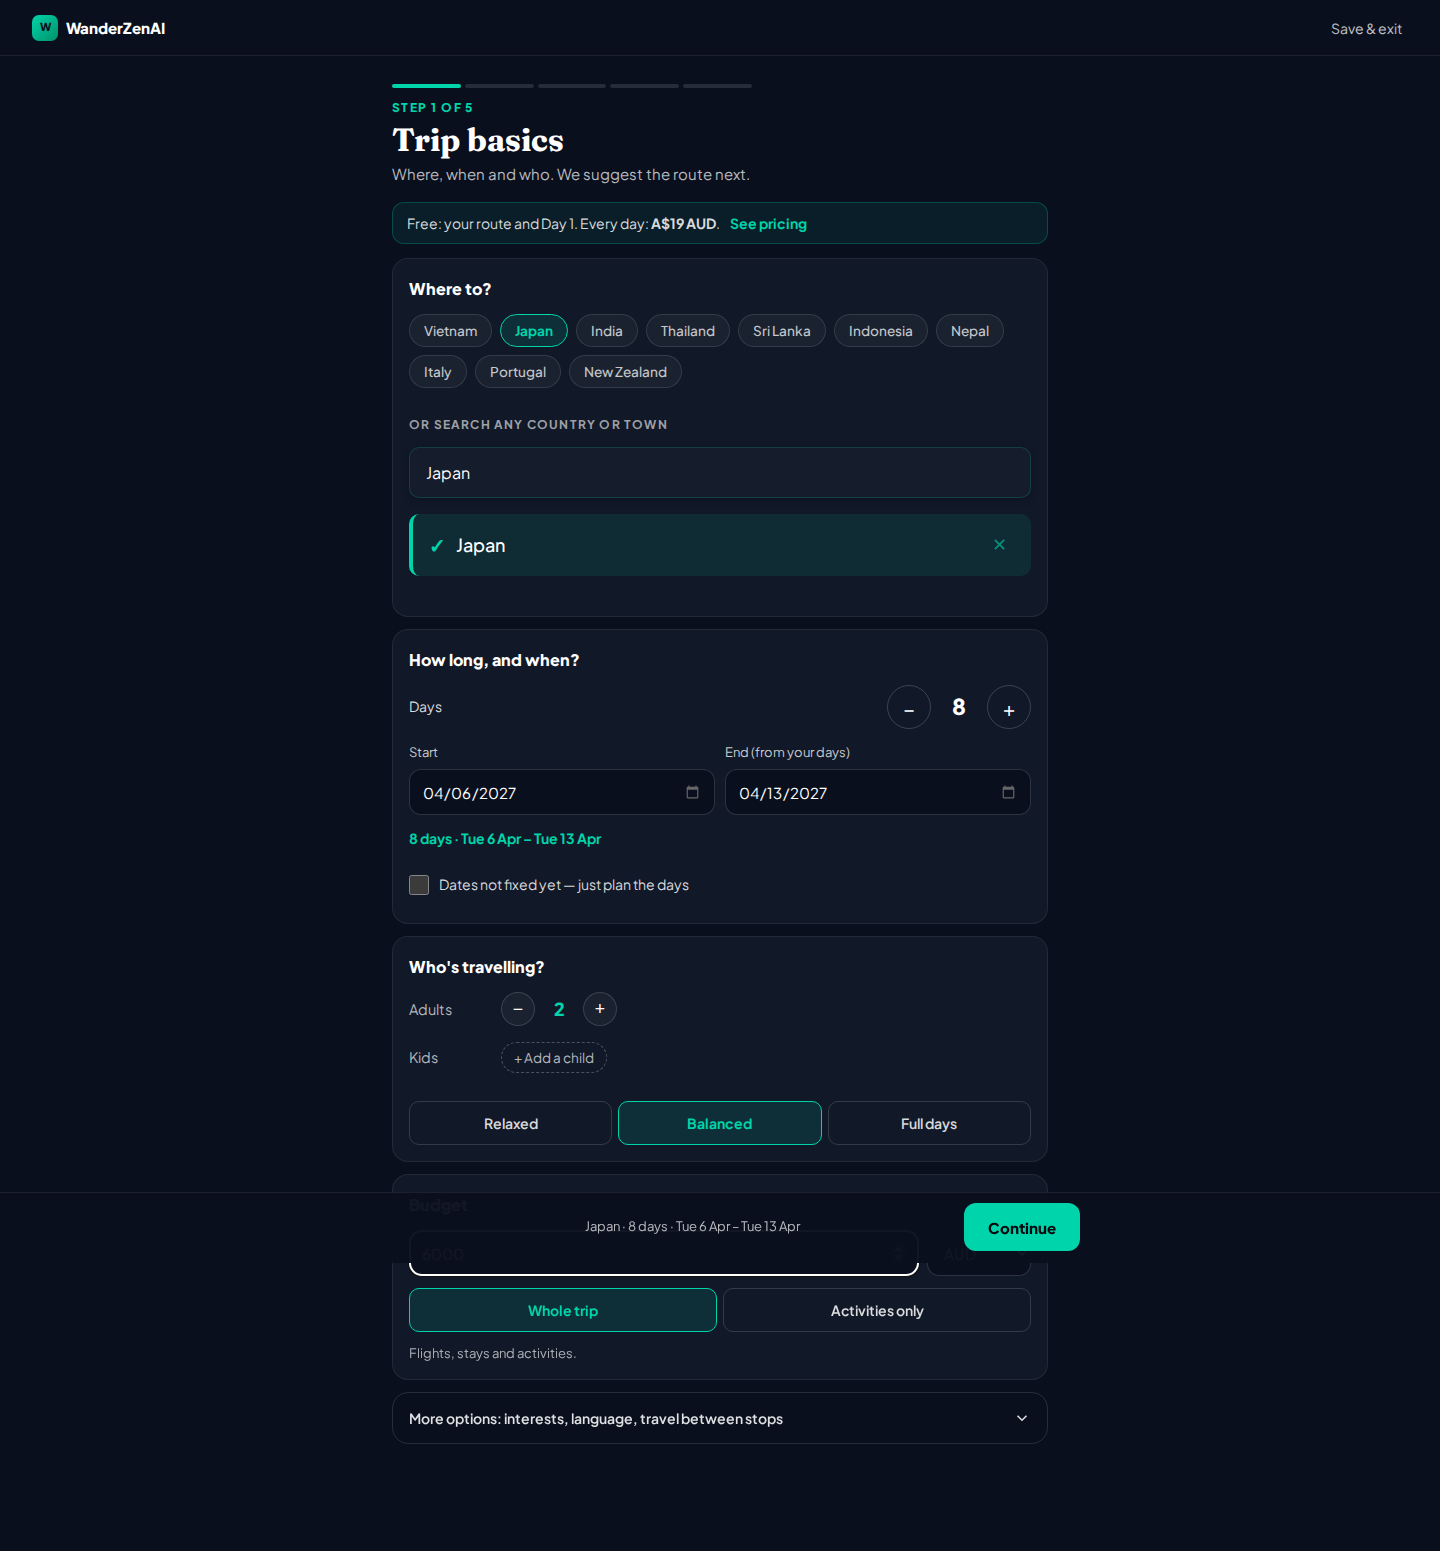 W WanderZenAI Save & exit
STEP 1 OF 5
Trip basics
Where, when and who. We suggest the route next.
Free: your route and Day 1. Every day: A$19 AUD. See pricing
Where to?
Vietnam Japan India Thailand Sri Lanka Indonesia Nepal
Italy Portugal New Zealand
OR SEARCH ANY COUNTRY OR TOWN
Japan
✓ Japan ×
How long, and when?
Days − 8 +
Start End (from your days)
04/06/2027 04/13/2027
8 days · Tue 6 Apr – Tue 13 Apr
Dates not fixed yet — just plan the days
Who's travelling?
Adults − 2 +
Kids + Add a child
Relaxed Balanced Full days
Budget
Japan · 8 days · Tue 6 Apr – Tue 13 Apr Continue
6000
Whole trip Activities only
Flights, stays and activities.
More options: interests, language, travel between stops